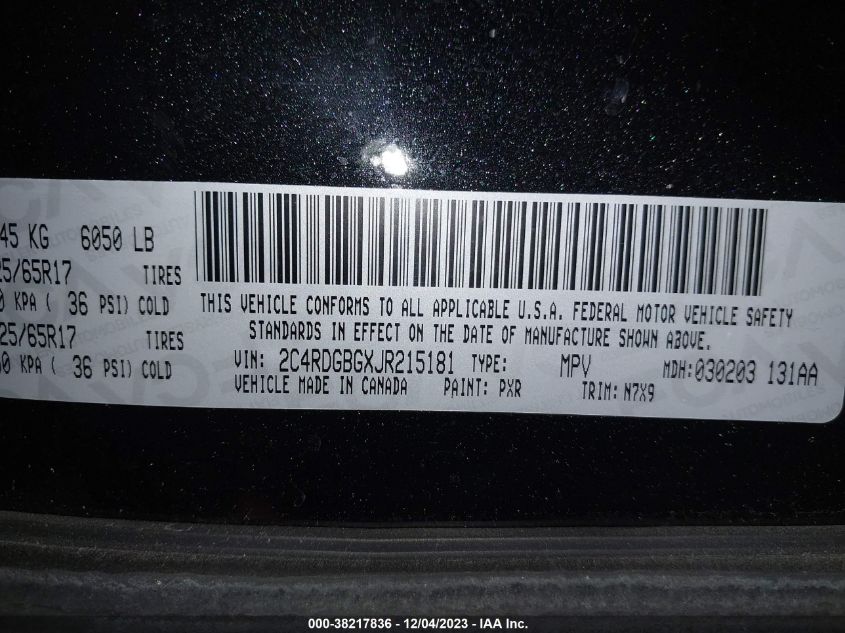 45 KG 6050 LB
25/65R17 TIRES
0 KPA ( 36 PSI) COLD
25/65R17 TIRES
50 KPA ( 36 PSI) COLD
THIS VEHICLE CONFORMS TO ALL APPLICABLE U.S.A. FEDERAL MOTOR VEHICLE SAFETY
STANDARDS IN EFFECT ON THE DATE OF MANUFACTURE SHOWN ABOVE.
VIN: 2C4RDGBGXJR215181 TYPE: MPV MDH: 030203 131AA
VEHICLE MADE IN CANADA PAINT: PXR TRIM: N7X9
000-38217836 - 12/04/2023 - IAA Inc.